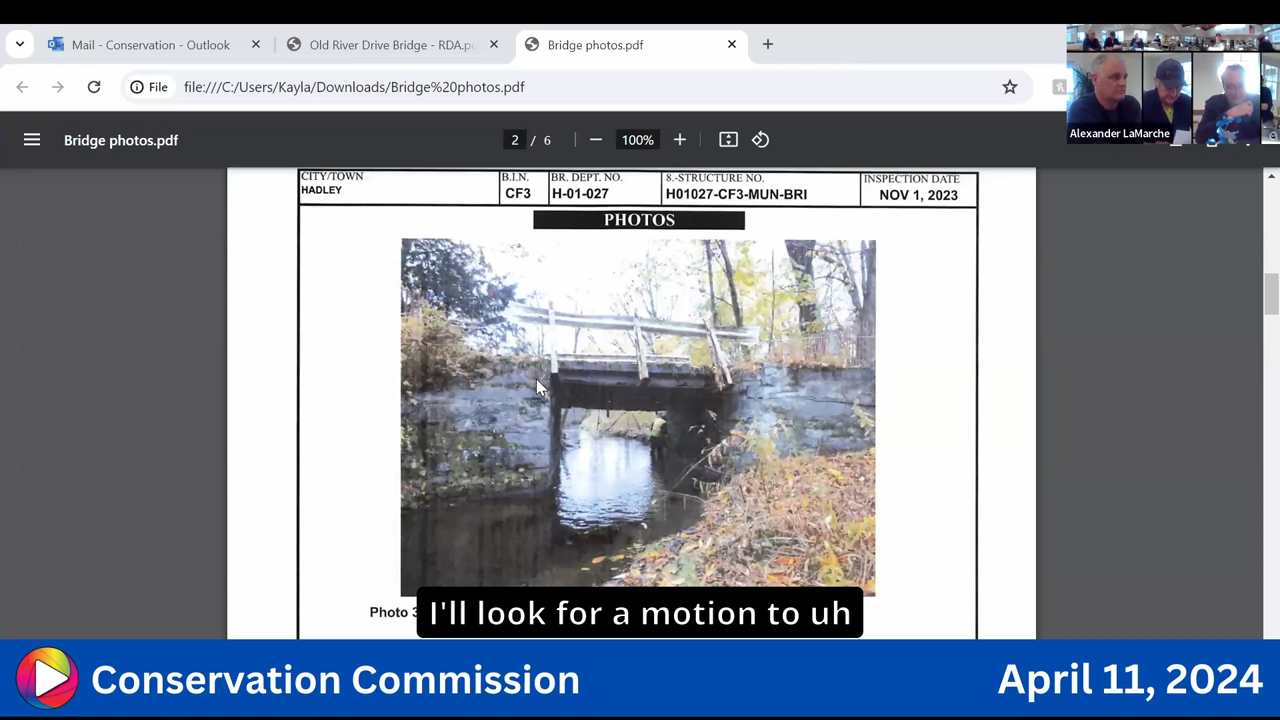 Mail - Conservation - Outlook
Old River Drive Bridge - RDA.p
Bridge photos.pdf
File
file:///C:/Users/Kayla/Downloads/Bridge%20photos.pdf
Alexander LaMarche
Bridge photos.pdf
2 / 6
100%
CITY/TOWN
HADLEY
B.I.N.
CF3
BR. DEPT. NO.
H-01-027
8.-STRUCTURE NO.
H01027-CF3-MUN-BRI
INSPECTION DATE
NOV 1, 2023
PHOTOS
Photo 3
I'll look for a motion to uh
Conservation Commission
April 11, 2024